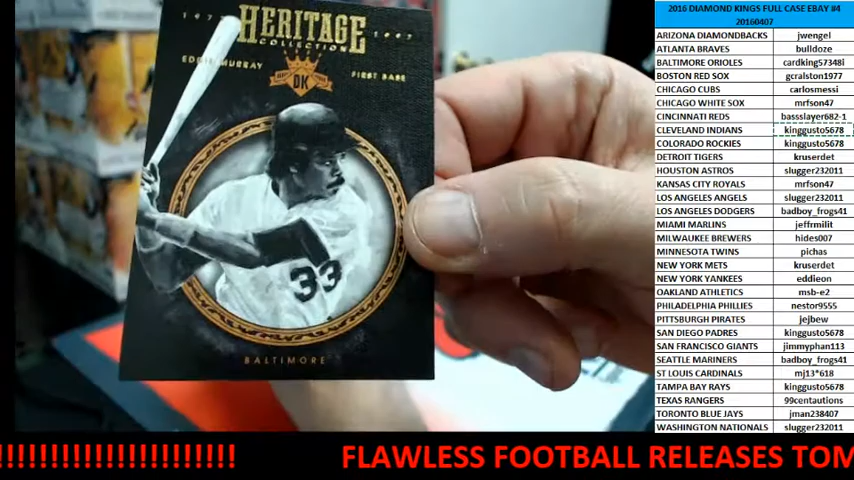 1977 HERITAGE 1997
COLLECTION
EDDIE MURRAY
DK
FIRST BASE
33
BALTIMORE
2016 DIAMOND KINGS FULL CASE EBAY #4
20160407
ARIZONA DIAMONDBACKS jwengel
ATLANTA BRAVES bulldoze
BALTIMORE ORIOLES cardking57348i
BOSTON RED SOX gcralston1977
CHICAGO CUBS carlosmessi
CHICAGO WHITE SOX mrfson47
CINCINNATI REDS bassslayer682-1
CLEVELAND INDIANS kinggusto5678
COLORADO ROCKIES kinggusto5678
DETROIT TIGERS kruserdet
HOUSTON ASTROS slugger232011
KANSAS CITY ROYALS mrfson47
LOS ANGELES ANGELS slugger232011
LOS ANGELES DODGERS badboy_frogs41
MIAMI MARLINS jeffrmilit
MILWAUKEE BREWERS hides007
MINNESOTA TWINS pichas
NEW YORK METS kruserdet
NEW YORK YANKEES eddieon
OAKLAND ATHLETICS msb-e2
PHILADELPHIA PHILLIES nestor9555
PITTSBURGH PIRATES jejbew
SAN DIEGO PADRES kinggusto5678
SAN FRANCISCO GIANTS jimmyphan113
SEATTLE MARINERS badboy_frogs41
ST LOUIS CARDINALS mj13*618
TAMPA BAY RAYS kinggusto5678
TEXAS RANGERS 99centautions
TORONTO BLUE JAYS jman238407
WASHINGTON NATIONALS slugger232011
!!!!!!!!!!!!!!!!!!!!!!!!!! FLAWLESS FOOTBALL RELEASES TOM